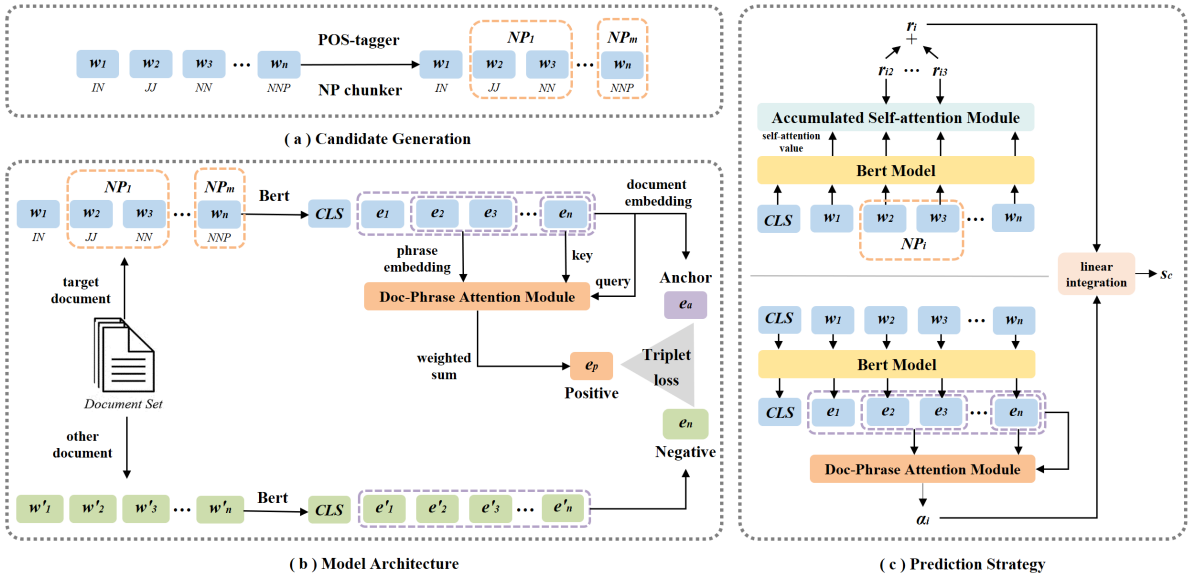 POS-tagger
NP chunker
w1 w2 w3 ... wn
IN JJ NN NNP
NP1 NPm
w1 w2 w3 ... wn
IN JJ NN NNP
( a ) Candidate Generation
NP1 NPm
w1 w2 w3 ... wn
IN JJ NN NNP
Bert
CLS e1 e2 e3 ... en
document
embedding
phrase
embedding
key
query
Doc-Phrase Attention Module
Anchor
ea
target
document
Document Set
weighted
sum
ep
Positive
Triplet
loss
en
Negative
other
document
w'1 w'2 w'3 ... w'n
Bert
CLS e'1 e'2 e'3 ... e'n
( b ) Model Architecture
ri
+
ri2 ... ri3
Accumulated Self-attention Module
self-attention
value
Bert Model
CLS w1 w2 w3 ... wn
NPi
linear
integration
sc
CLS w1 w2 w3 ... wn
Bert Model
CLS e1 e2 e3 ... en
Doc-Phrase Attention Module
αi
( c ) Prediction Strategy